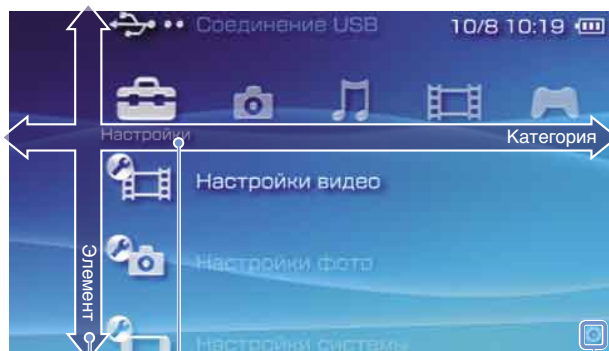 Соединение USB
10/8 10:19
Настройки
Категория
Настройки видео
Элемент
Настройки фото
Настройки системы